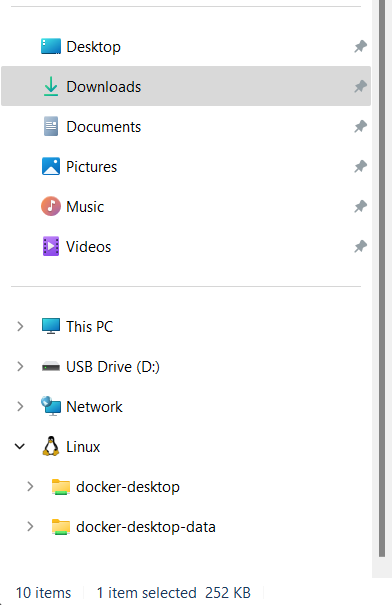 Desktop
Downloads
Documents
Pictures
Music
Videos
This PC
USB Drive (D:)
Network
Linux
docker-desktop
docker-desktop-data
10 items 1 item selected 252 KB